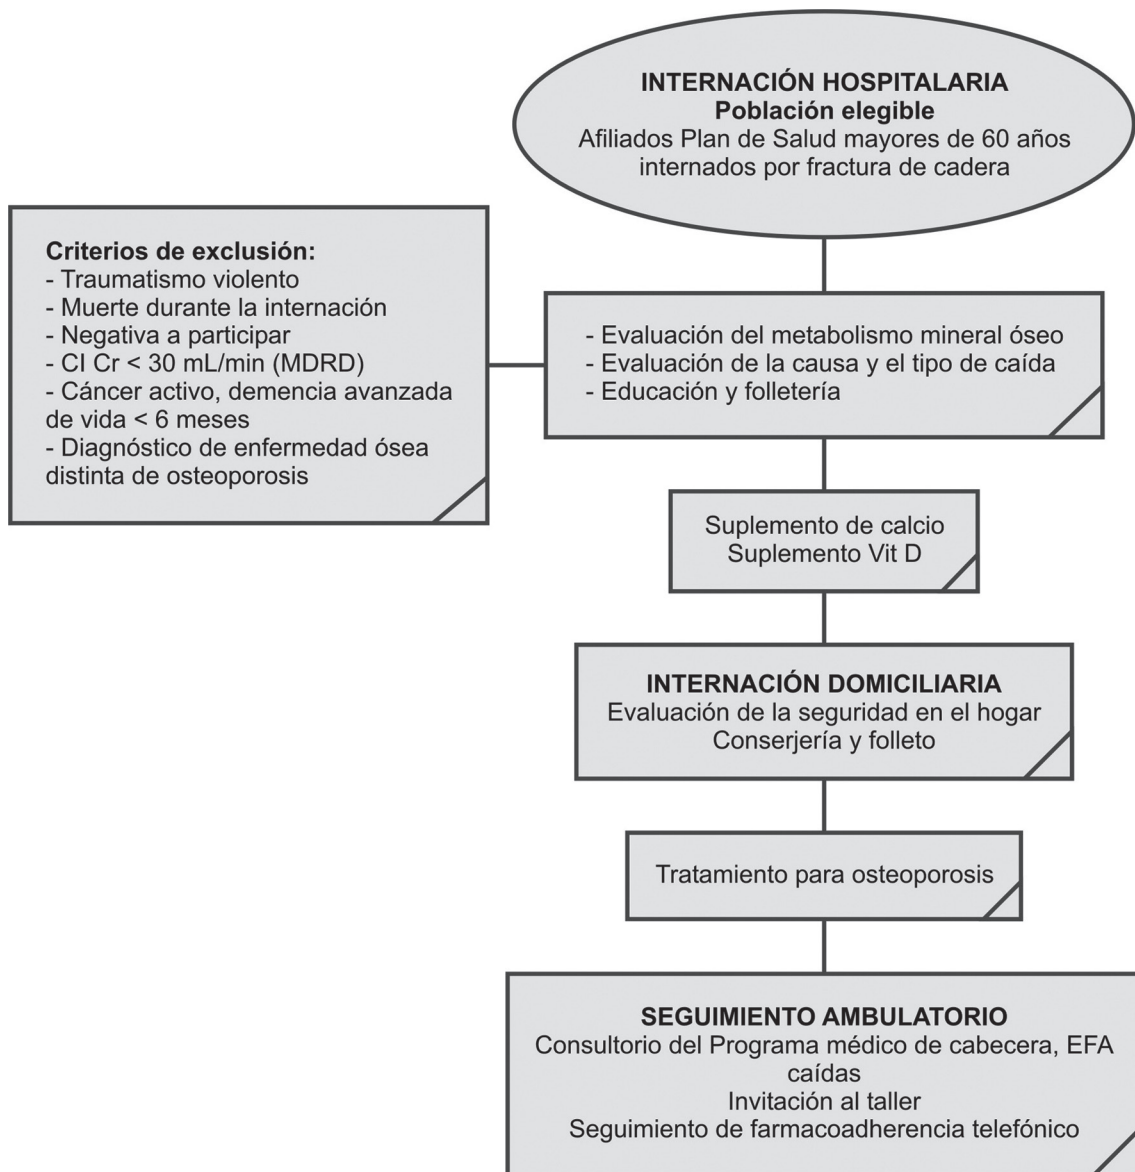 INTERNACIÓN HOSPITALARIA
Población elegible
Afiliados Plan de Salud mayores de 60 años
internados por fractura de cadera
Criterios de exclusión:
- Traumatismo violento
- Muerte durante la internación
- Negativa a participar
- CI Cr < 30 mL/min (MDRD)
- Cáncer activo, demencia avanzada
de vida < 6 meses
- Diagnóstico de enfermedad ósea
distinta de osteoporosis
- Evaluación del metabolismo mineral óseo
- Evaluación de la causa y el tipo de caída
- Educación y folletería
Suplemento de calcio
Suplemento Vit D
INTERNACIÓN DOMICILIARIA
Evaluación de la seguridad en el hogar
Conserjería y folleto
Tratamiento para osteoporosis
SEGUIMIENTO AMBULATORIO
Consultorio del Programa médico de cabecera, EFA
caídas
Invitación al taller
Seguimiento de farmacoadherencia telefónico